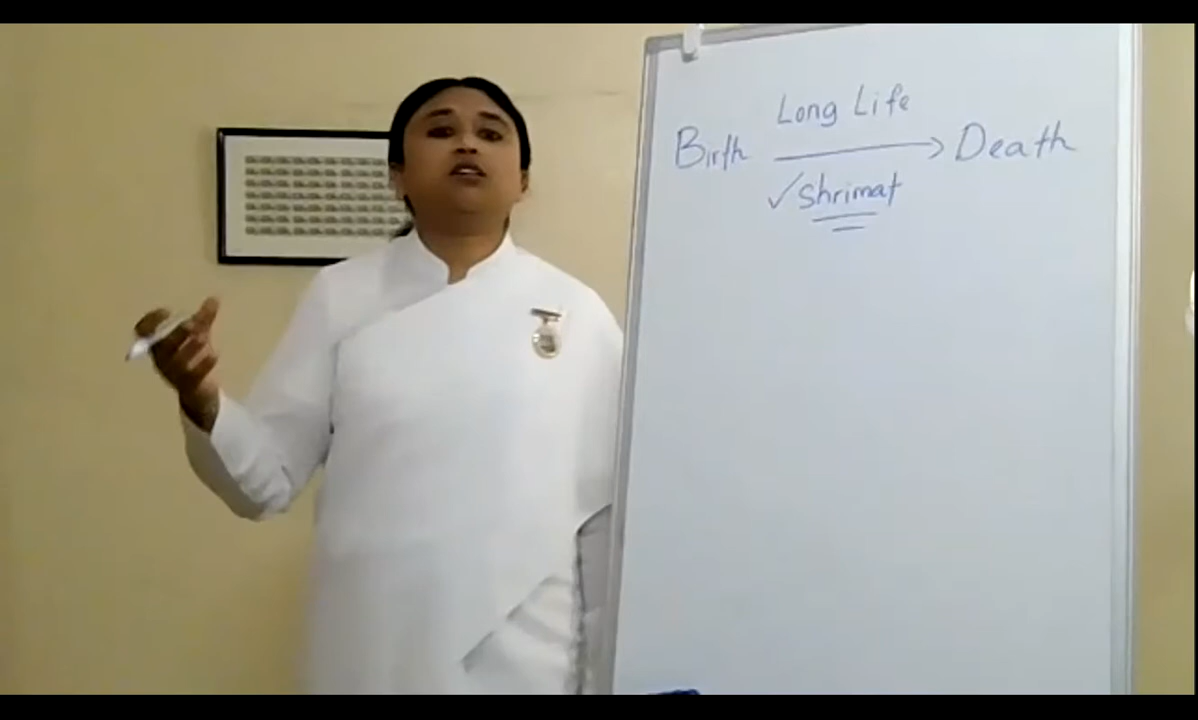 Long Life
Birth → Death
✓ Shrimat